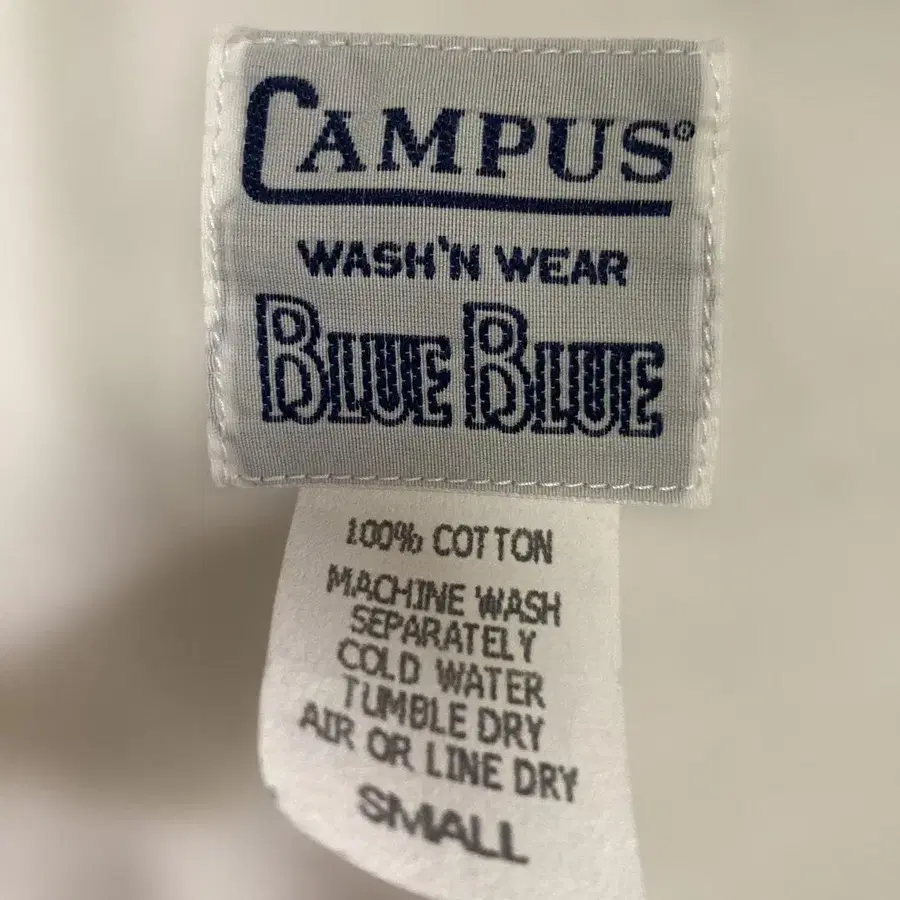 CAMPUS®
WASH'N WEAR
BLUE BLUE
100% COTTON
MACHINE WASH
SEPARATELY
COLD WATER
TUMBLE DRY
AIR OR LINE DRY
SMALL